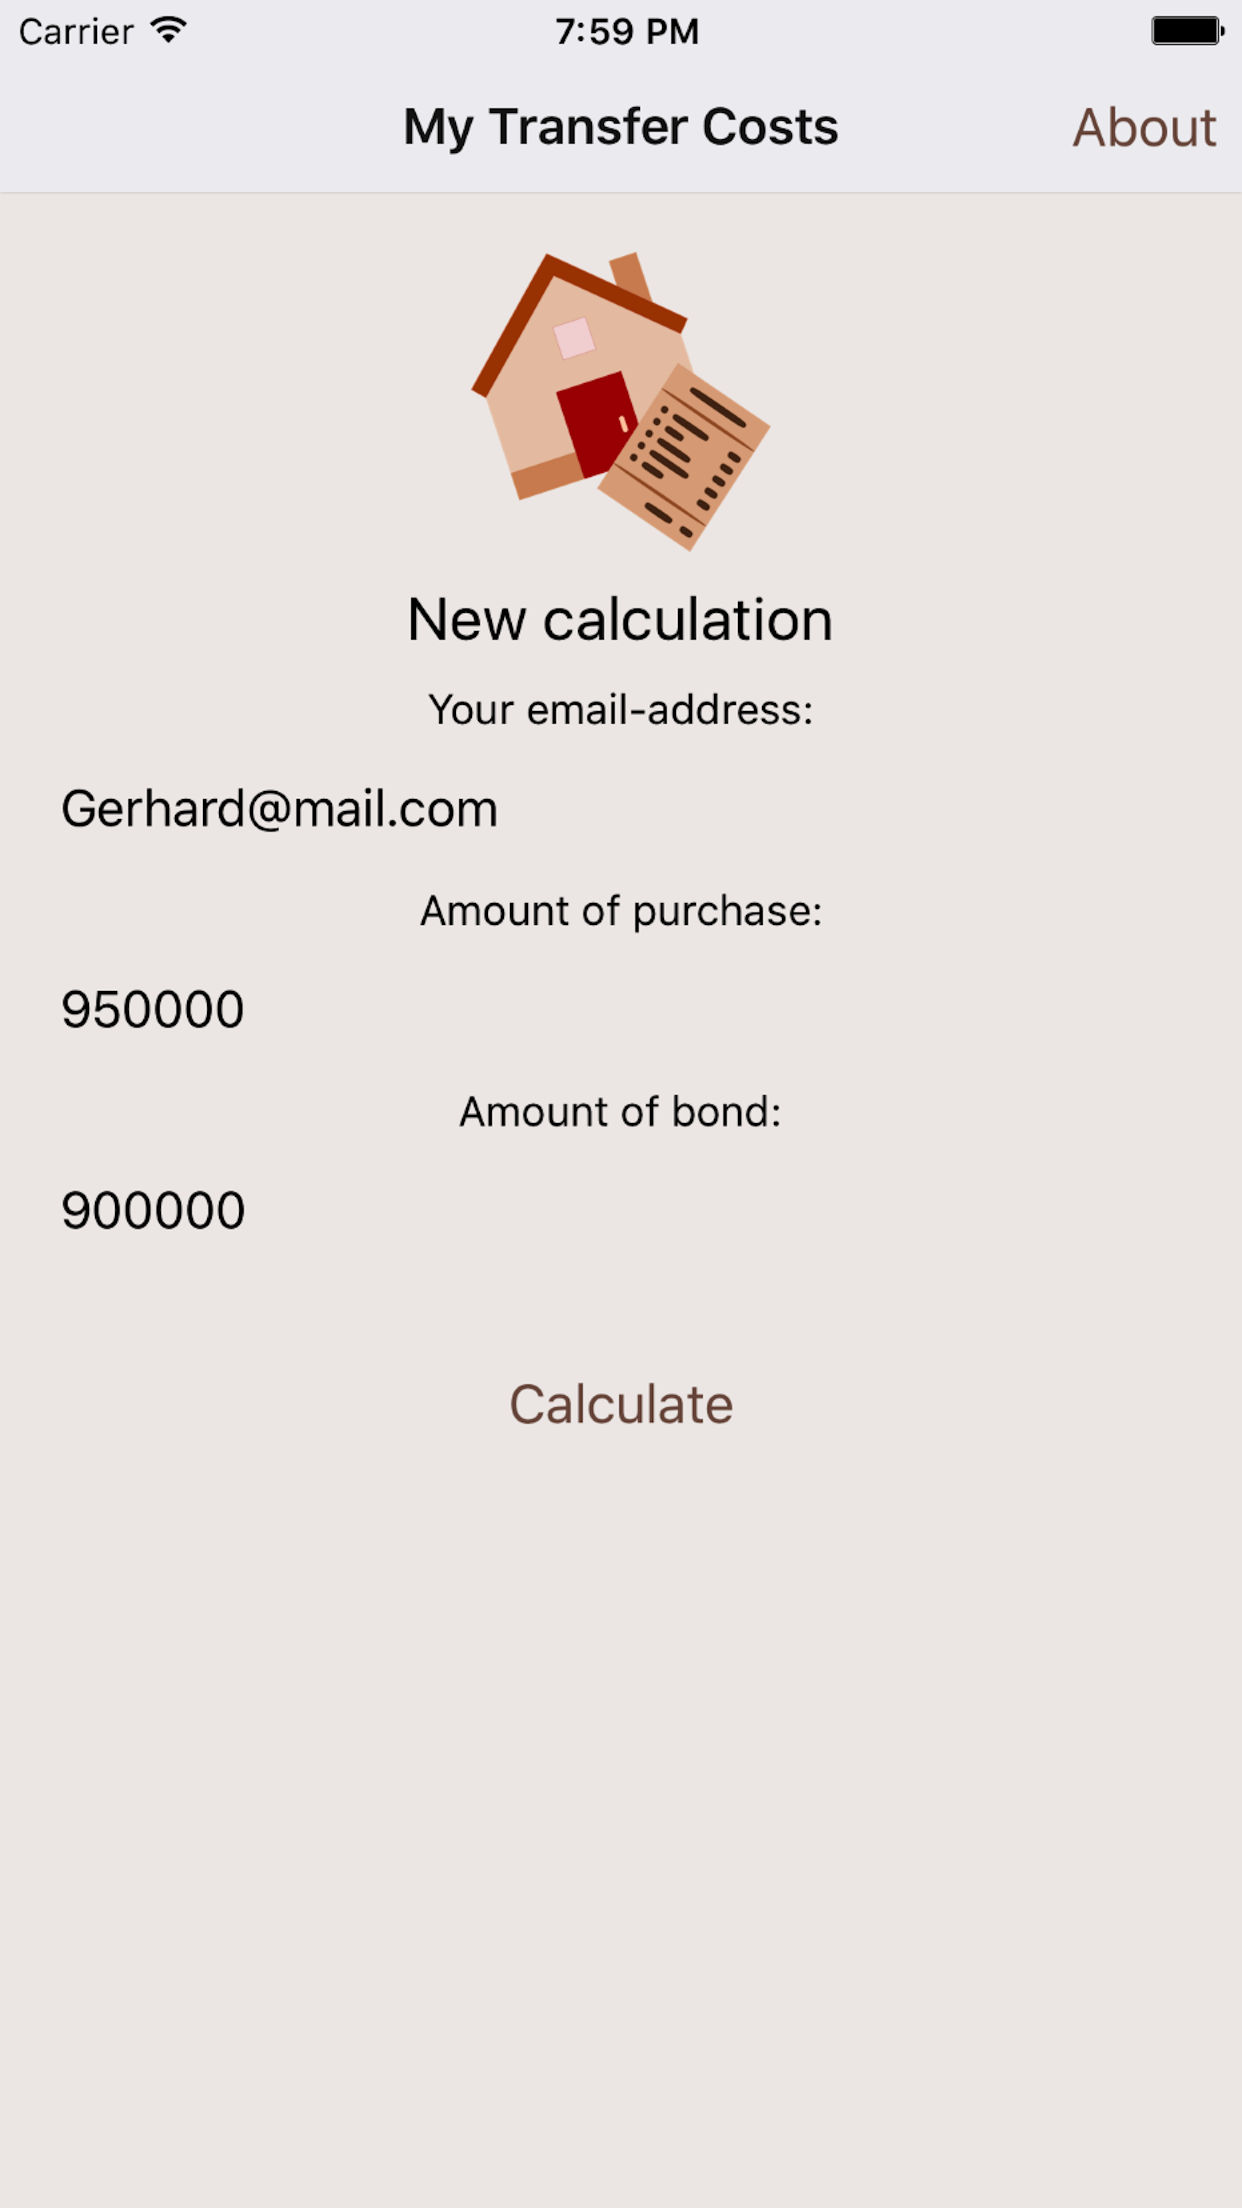 Carrier 7:59 PM
My Transfer Costs About
New calculation
Your email-address:
Gerhard@mail.com
Amount of purchase:
950000
Amount of bond:
900000
Calculate